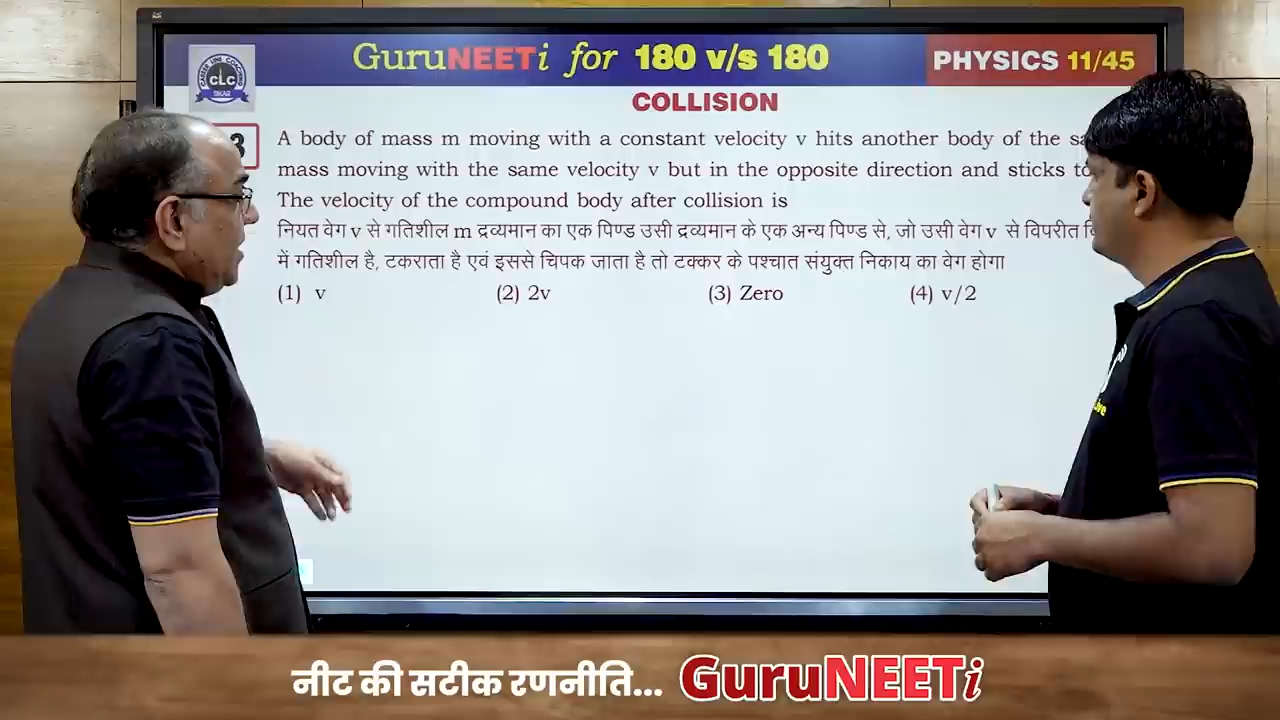 GuruNEETi for 180 v/s 180
PHYSICS 11/45
CLC
SIKAR
COLLISION
3
A body of mass m moving with a constant velocity v hits another body of the
mass moving with the same velocity v but in the opposite direction and sticks
The velocity of the compound body after collision is
नियत वेग v से गतिशील m द्रव्यमान का एक पिण्ड उसी द्रव्यमान के एक अन्य पिण्ड से, जो उसी वेग v से विपरीत
में गतिशील है, टकराता है एवं इससे चिपक जाता है तो टक्कर के पश्चात संयुक्त निकाय का वेग होगा
(1) v (2) 2v (3) Zero (4) v/2
नीट की सटीक रणनीति... GuruNEETi